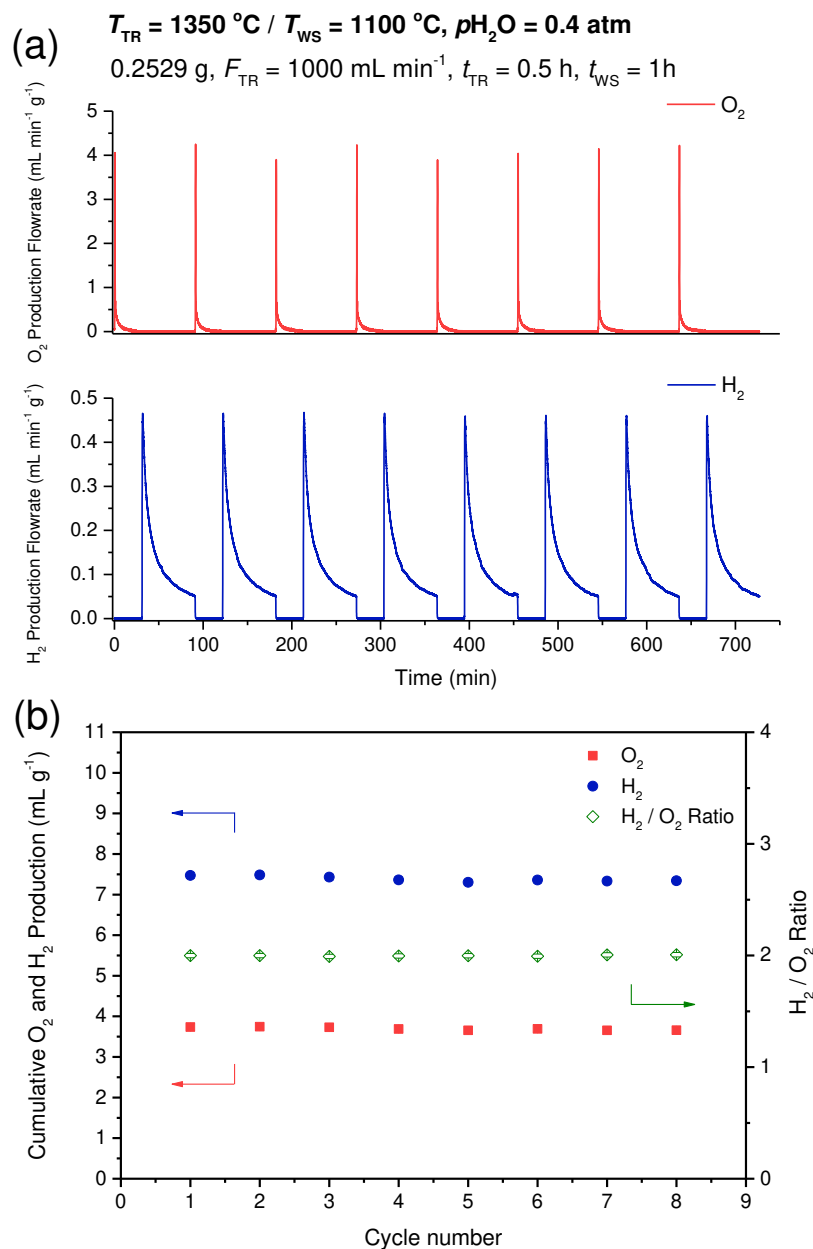 (a)
T_TR = 1350 °C / T_WS = 1100 °C, pH₂O = 0.4 atm
0.2529 g, F_TR = 1000 mL min⁻¹, t_TR = 0.5 h, t_WS = 1h
O₂ Production Flowrate (mL min⁻¹ g⁻¹)
5
4
3
2
1
0
O₂
H₂ Production Flowrate (mL min⁻¹ g⁻¹)
0.5
0.4
0.3
0.2
0.1
0.0
H₂
0 100 200 300 400 500 600 700
Time (min)
(b)
Cumulative O₂ and H₂ Production (mL g⁻¹)
11
10
9
8
7
6
5
4
3
2
1
0
O₂
H₂
H₂ / O₂ Ratio
4
3
2
1
0
H₂ / O₂ Ratio
0 1 2 3 4 5 6 7 8 9
Cycle number